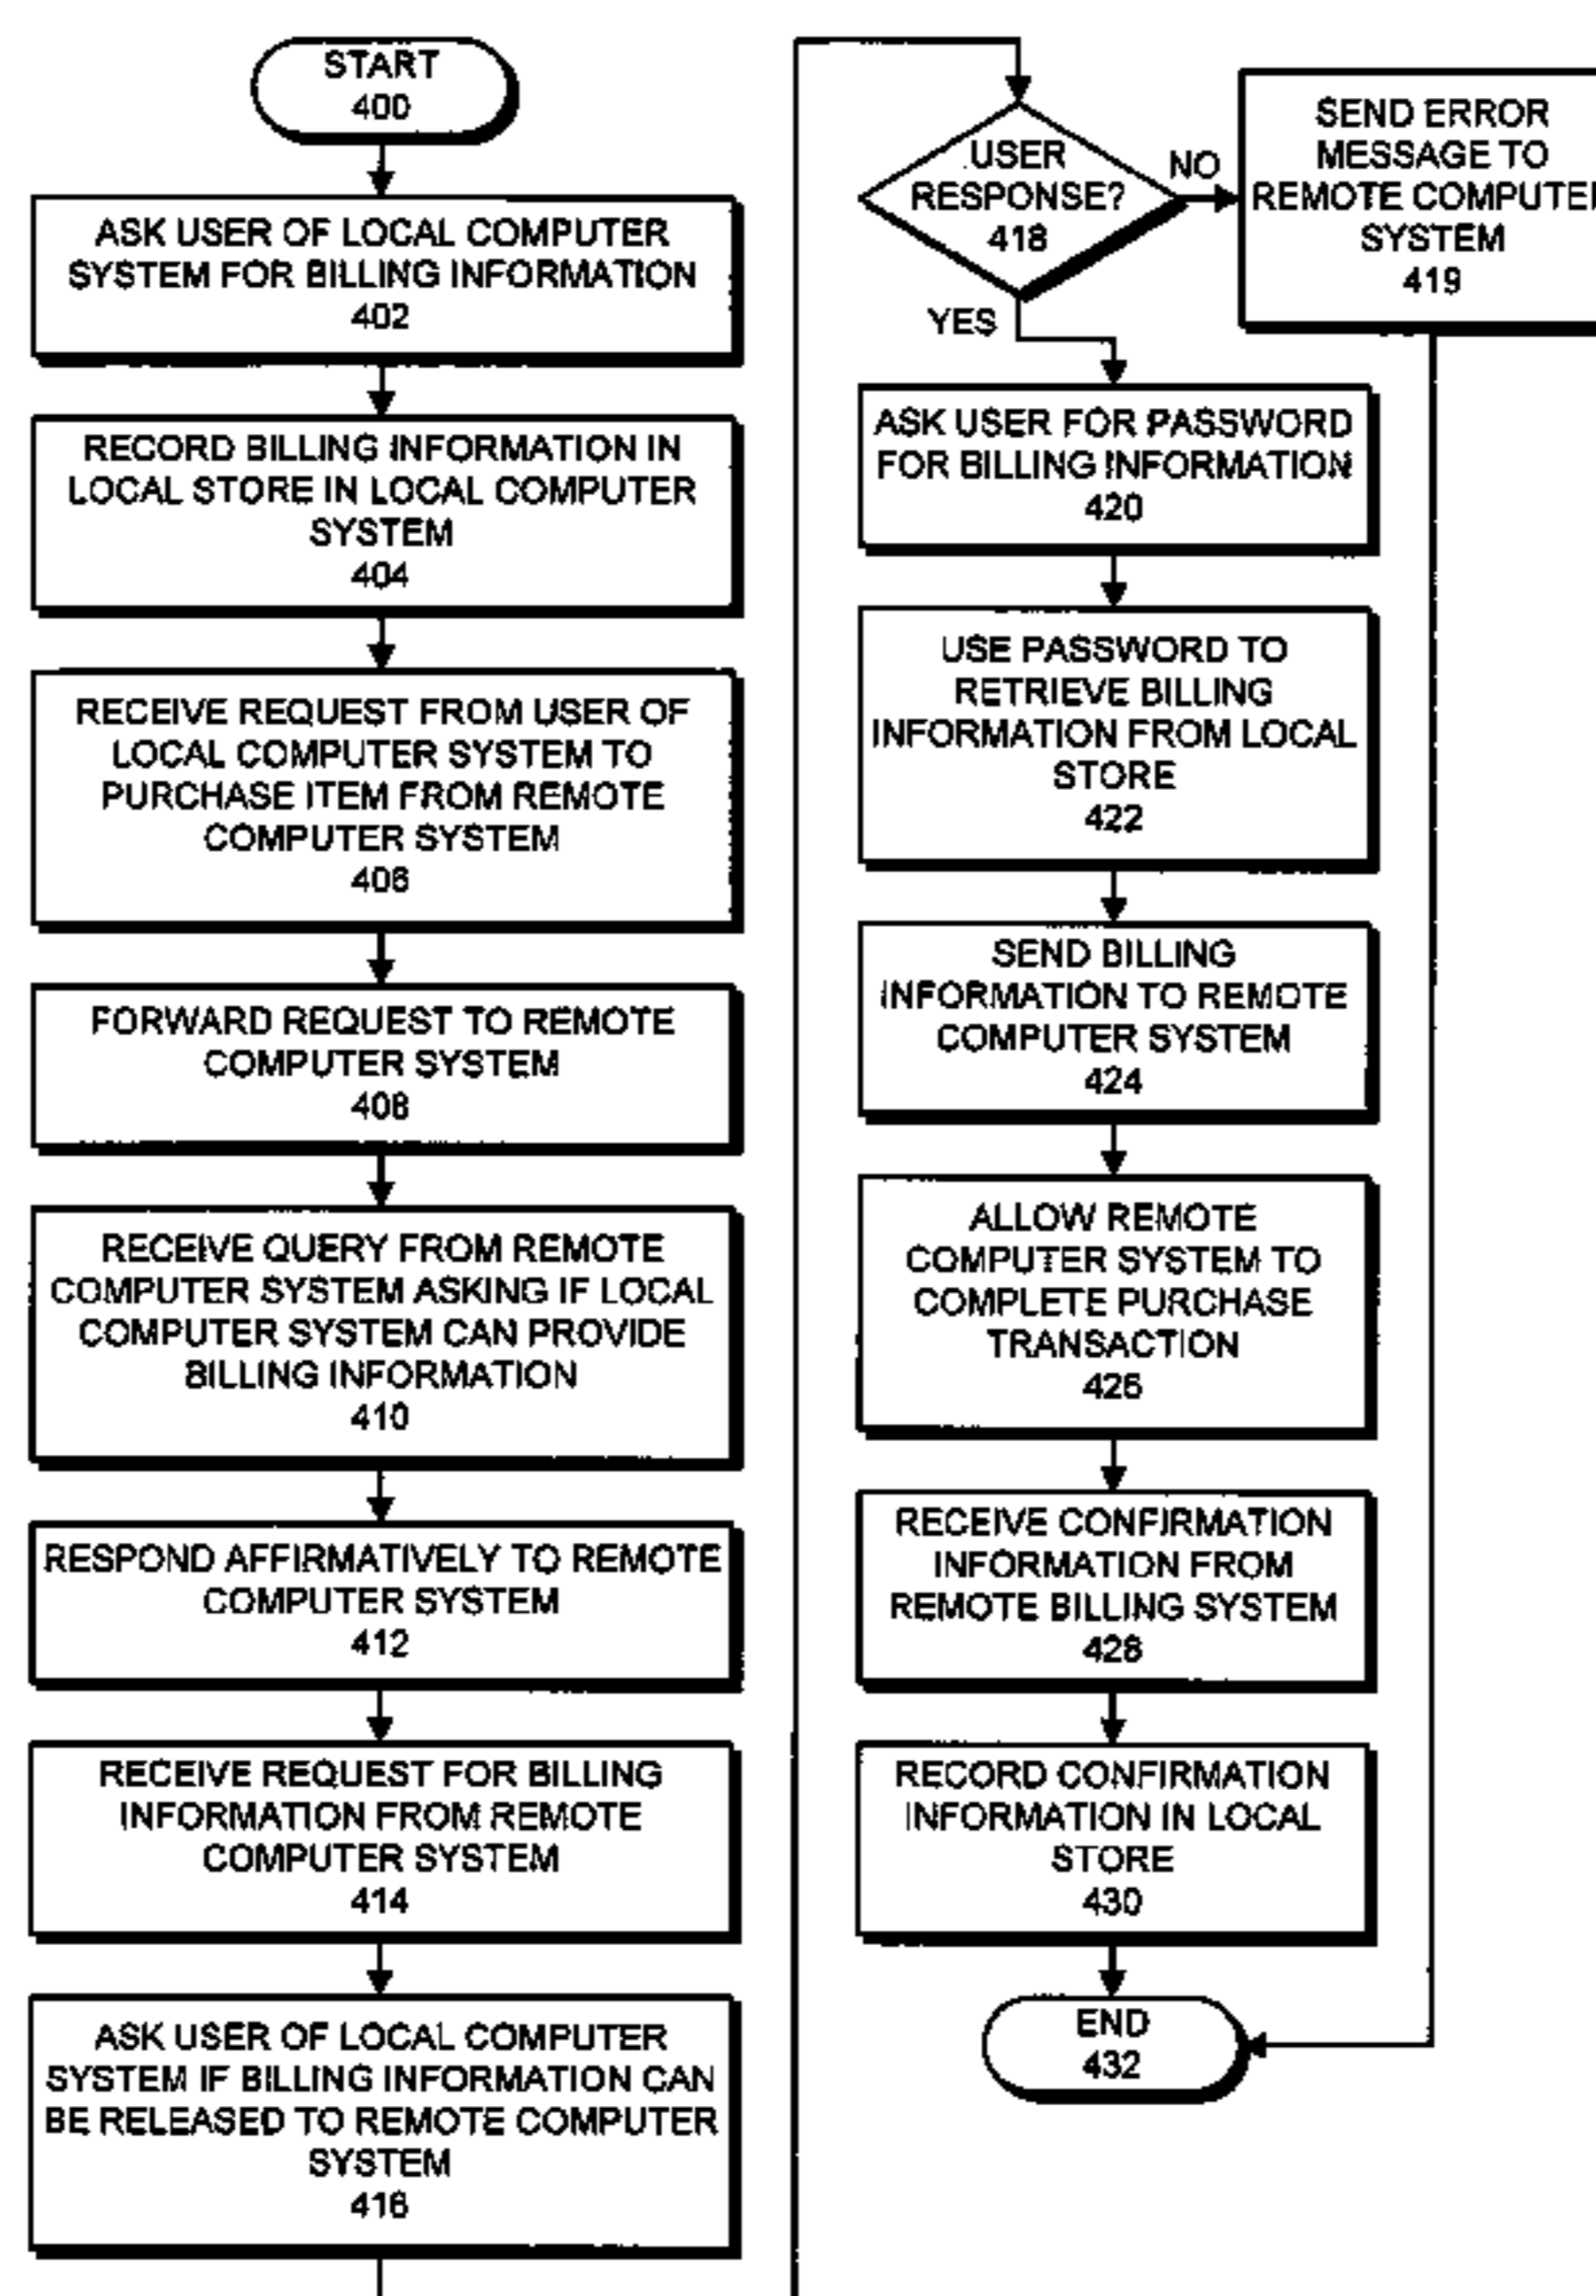 START
400
ASK USER OF LOCAL COMPUTER
SYSTEM FOR BILLING INFORMATION
402
RECORD BILLING INFORMATION IN
LOCAL STORE IN LOCAL COMPUTER
SYSTEM
404
RECEIVE REQUEST FROM USER OF
LOCAL COMPUTER SYSTEM TO
PURCHASE ITEM FROM REMOTE
COMPUTER SYSTEM
406
FORWARD REQUEST TO REMOTE
COMPUTER SYSTEM
408
RECEIVE QUERY FROM REMOTE
COMPUTER SYSTEM ASKING IF LOCAL
COMPUTER SYSTEM CAN PROVIDE
BILLING INFORMATION
410
RESPOND AFFIRMATIVELY TO REMOTE
COMPUTER SYSTEM
412
RECEIVE REQUEST FOR BILLING
INFORMATION FROM REMOTE
COMPUTER SYSTEM
414
ASK USER OF LOCAL COMPUTER
SYSTEM IF BILLING INFORMATION CAN
BE RELEASED TO REMOTE COMPUTER
SYSTEM
416
USER
RESPONSE?
418
NO
YES
SEND ERROR
MESSAGE TO
REMOTE COMPUTER
SYSTEM
419
ASK USER FOR PASSWORD
FOR BILLING INFORMATION
420
USE PASSWORD TO
RETRIEVE BILLING
INFORMATION FROM LOCAL
STORE
422
SEND BILLING
INFORMATION TO REMOTE
COMPUTER SYSTEM
424
ALLOW REMOTE
COMPUTER SYSTEM TO
COMPLETE PURCHASE
TRANSACTION
426
RECEIVE CONFIRMATION
INFORMATION FROM
REMOTE BILLING SYSTEM
428
RECORD CONFIRMATION
INFORMATION IN LOCAL
STORE
430
END
432